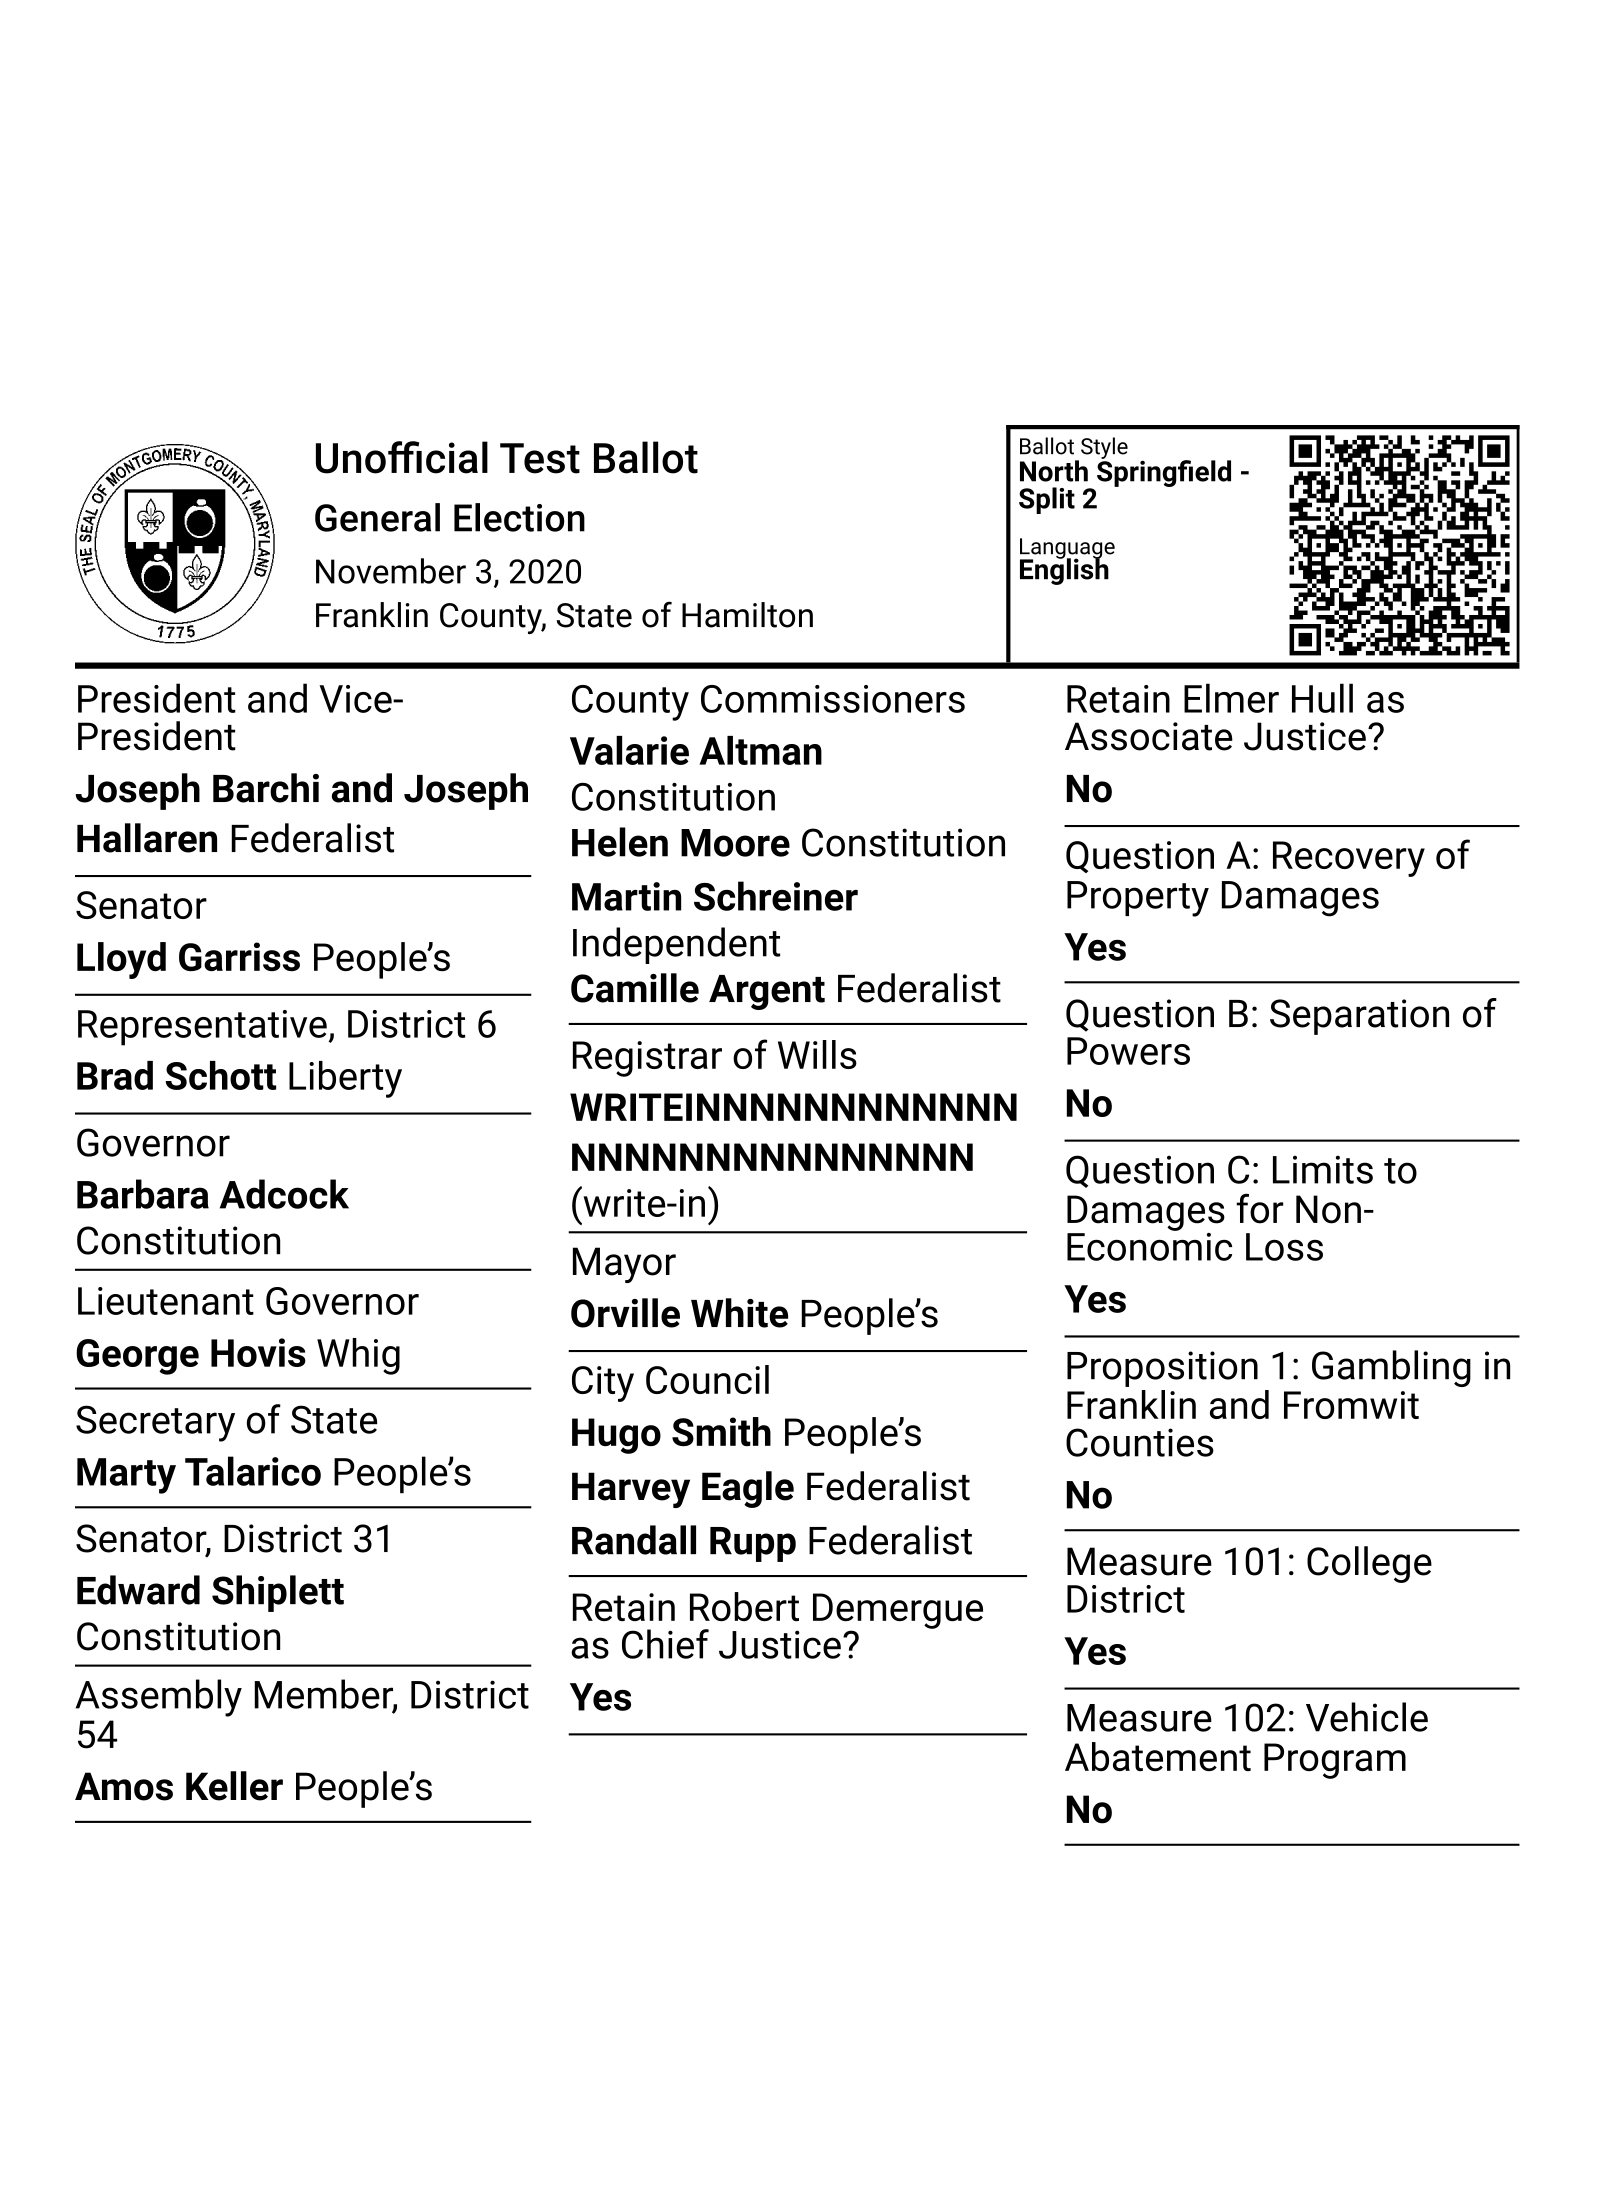 THE SEAL OF MONTGOMERY COUNTY, MARYLAND
1775
Unofficial Test Ballot
General Election
November 3, 2020
Franklin County, State of Hamilton
Ballot Style
North Springfield -
Split 2
Language
English
President and Vice-
President
Joseph Barchi and Joseph
Hallaren Federalist
Senator
Lloyd Garriss People’s
Representative, District 6
Brad Schott Liberty
Governor
Barbara Adcock
Constitution
Lieutenant Governor
George Hovis Whig
Secretary of State
Marty Talarico People’s
Senator, District 31
Edward Shiplett
Constitution
Assembly Member, District
54
Amos Keller People’s
County Commissioners
Valarie Altman
Constitution
Helen Moore Constitution
Martin Schreiner
Independent
Camille Argent Federalist
Registrar of Wills
WRITEINNNNNNNNNNNNN
NNNNNNNNNNNNNNN
(write-in)
Mayor
Orville White People’s
City Council
Hugo Smith People’s
Harvey Eagle Federalist
Randall Rupp Federalist
Retain Robert Demergue
as Chief Justice?
Yes
Retain Elmer Hull as
Associate Justice?
No
Question A: Recovery of
Property Damages
Yes
Question B: Separation of
Powers
No
Question C: Limits to
Damages for Non-
Economic Loss
Yes
Proposition 1: Gambling in
Franklin and Fromwit
Counties
No
Measure 101: College
District
Yes
Measure 102: Vehicle
Abatement Program
No